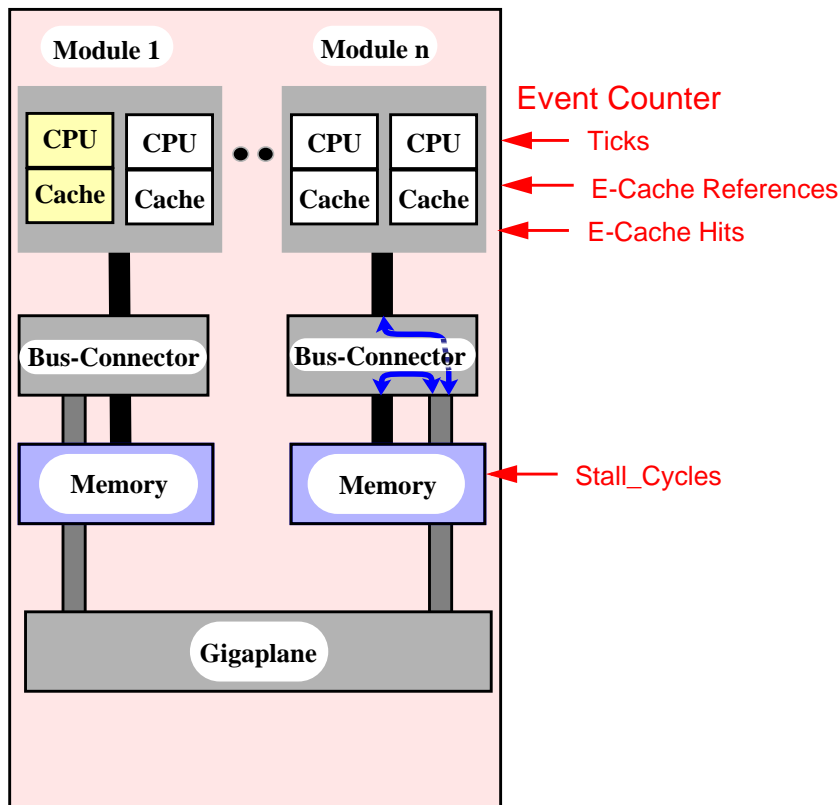 Module 1
Module n
Event Counter
CPU
CPU
CPU
CPU
Ticks
Cache
Cache
Cache
Cache
E-Cache References
E-Cache Hits
Bus-Connector
Bus-Connector
Memory
Memory
Stall_Cycles
Gigaplane